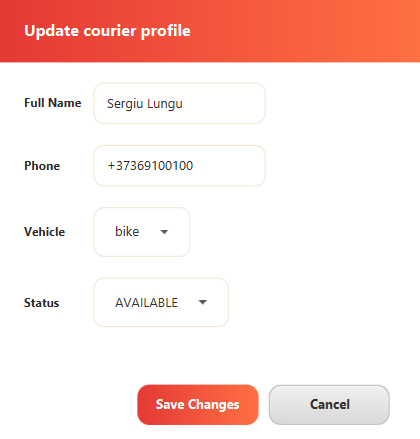 Update courier profile
Full Name Sergiu Lungu
Phone +37369100100
Vehicle bike
Status AVAILABLE
Save Changes Cancel